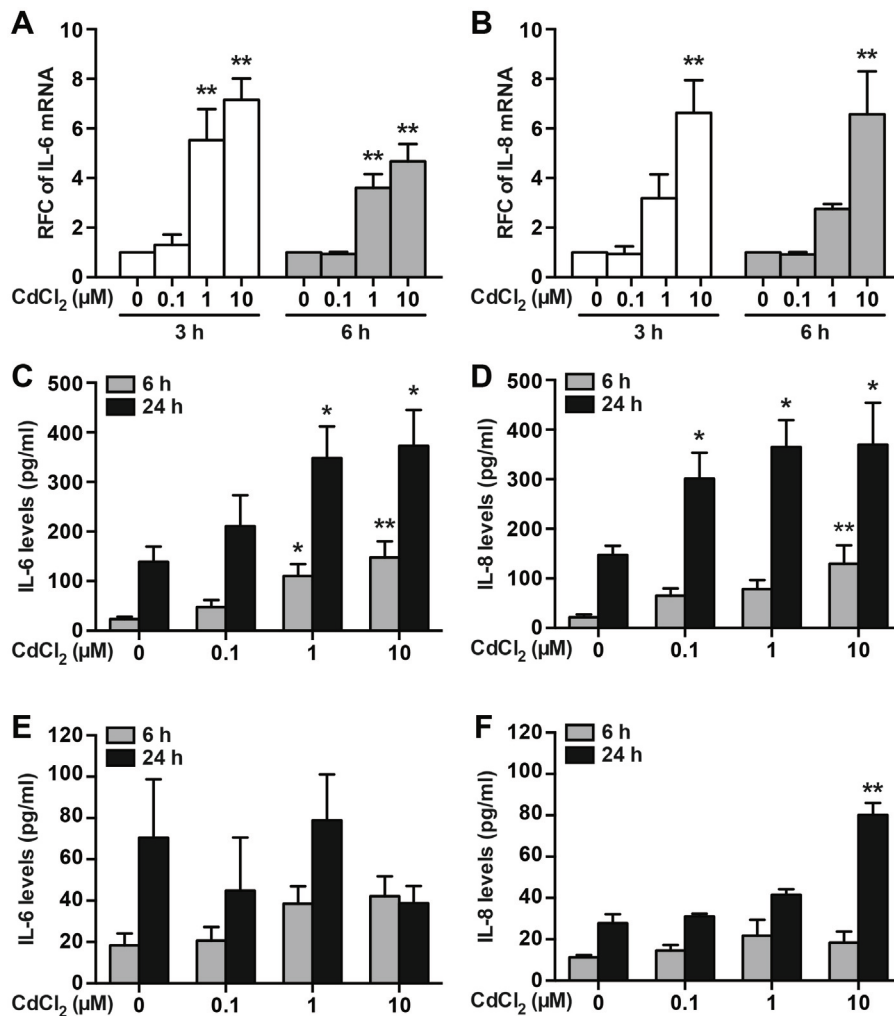 A
RFC of IL-6 mRNA
10
8
6
4
2
0
** **
** **
CdCl2 (µM) 0 0.1 1 10 0 0.1 1 10
3 h 6 h
B
RFC of IL-8 mRNA
10
8
6
4
2
0
** **
CdCl2 (µM) 0 0.1 1 10 0 0.1 1 10
3 h 6 h
C
IL-6 levels (pg/ml)
500
400
300
200
100
0
6 h
24 h
* * ** *
CdCl2 (µM) 0 0.1 1 10
D
IL-8 levels (pg/ml)
500
400
300
200
100
0
6 h
24 h
* * ** *
CdCl2 (µM) 0 0.1 1 10
E
IL-6 levels (pg/ml)
120
100
80
60
40
20
0
6 h
24 h
CdCl2 (µM) 0 0.1 1 10
F
IL-8 levels (pg/ml)
120
100
80
60
40
20
0
6 h
24 h
**
CdCl2 (µM) 0 0.1 1 10